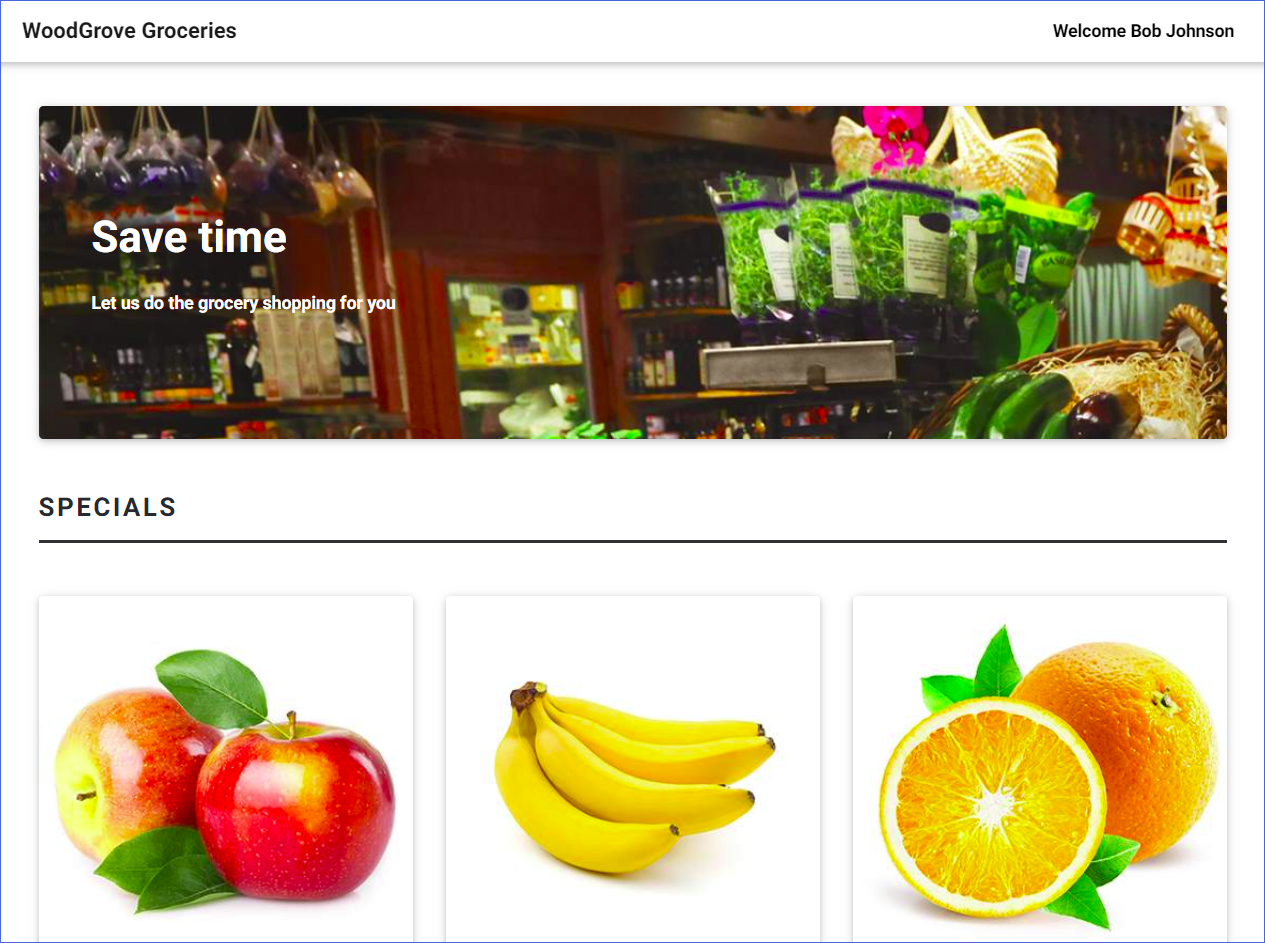 WoodGrove Groceries
Welcome Bob Johnson
Save time
Let us do the grocery shopping for you
SPECIALS